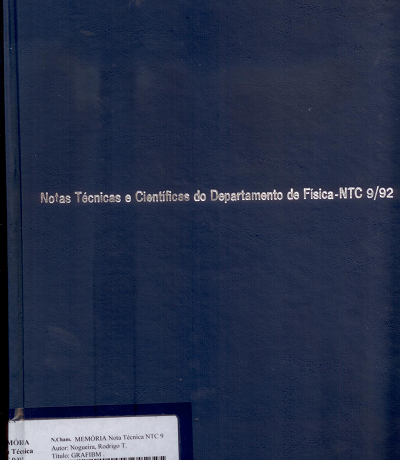 Notas Técnicas e Científicas do Departamento de Física-NTC 9/92
MÓRIA
Técnica
N.Cham. MEMÓRIA Nota Técnica NTC 9
Autor: Nogueira, Rodrigo T.
Título: GRAFIBM